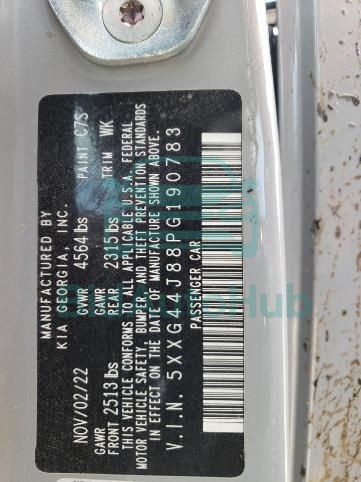 MANUFACTURED BY
KIA GEORGIA, INC.
NOV/02/22 GVWR 4564 lbs PAINT C7S
GAWR FRONT 2513 lbs GAWR REAR 2315 lbs TRIM WK
THIS VEHICLE CONFORMS TO ALL APPLICABLE U.S.A. FEDERAL
MOTOR VEHICLE SAFETY, BUMPER, AND THEFT PREVENTION STANDARDS
IN EFFECT ON THE DATE OF MANUFACTURE SHOWN ABOVE.
V.I.N. 5XXG44J88PG190783
PASSENGER CAR